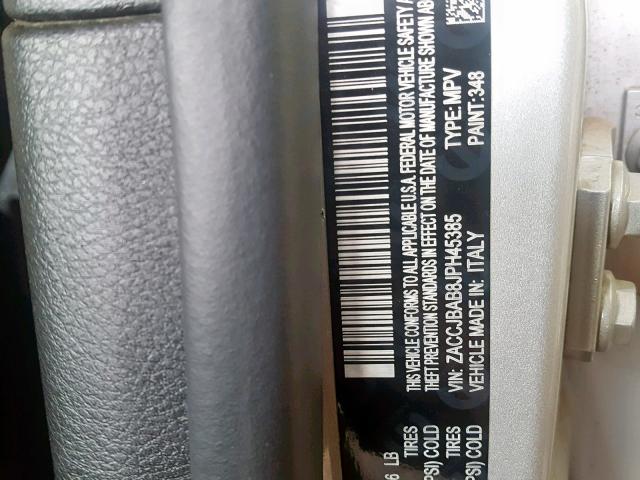 THIS VEHICLE CONFORMS TO ALL APPLICABLE U.S.A. FEDERAL MOTOR VEHICLE SAFETY
THEFT PREVENTION STANDARDS IN EFFECT ON THE DATE OF MANUFACTURE SHOWN
VIN: ZACCJBAB8JPH45385 TYPE: MPV
VEHICLE MADE IN: ITALY PAINT: 348
6 LB
TIRES
PSI) COLD
TIRES
PSI) COLD